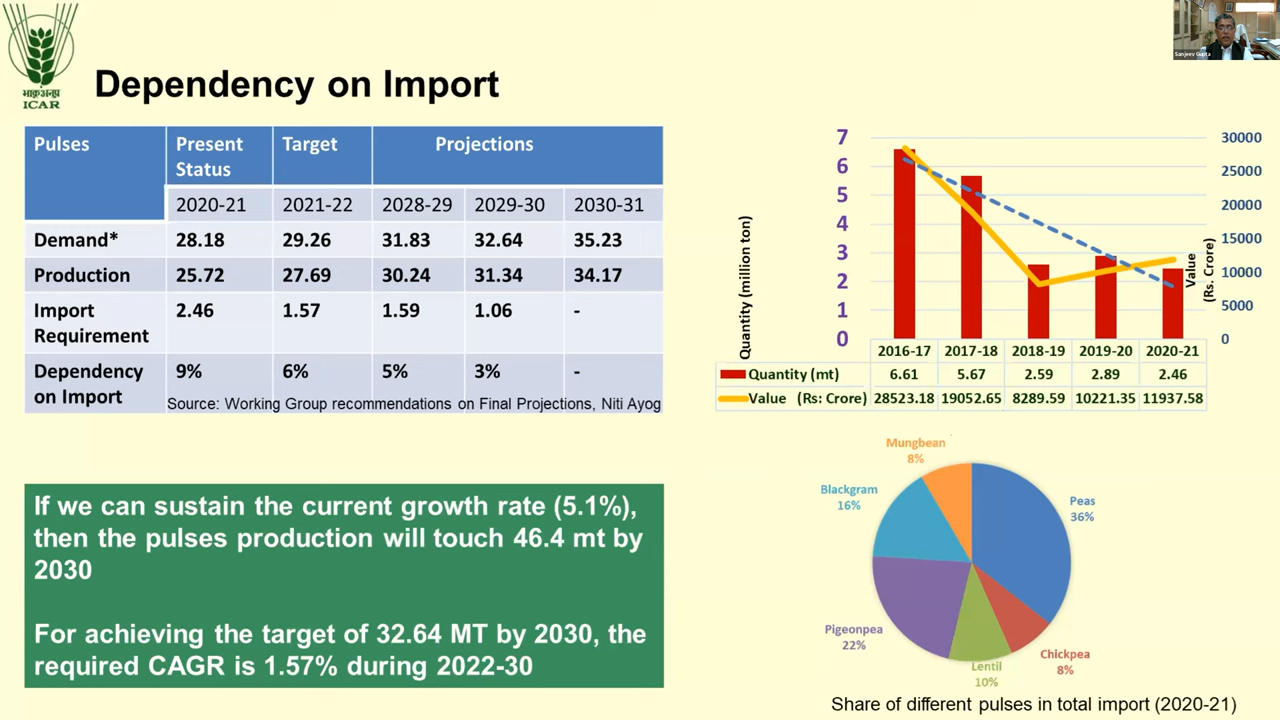 भाकृअनुप
ICAR
Sanjeev Gupta
Dependency on Import
Pulses Present Status Target Projections
2020-21 2021-22 2028-29 2029-30 2030-31
Demand* 28.18 29.26 31.83 32.64 35.23
Production 25.72 27.69 30.24 31.34 34.17
Import Requirement 2.46 1.57 1.59 1.06 -
Dependency on Import 9% 6% 5% 3% -
Source: Working Group recommendations on Final Projections, Niti Ayog
If we can sustain the current growth rate (5.1%),
then the pulses production will touch 46.4 mt by
2030
For achieving the target of 32.64 MT by 2030, the
required CAGR is 1.57% during 2022-30
Quantity (million ton)
7
6
5
4
3
2
1
0
30000
25000
20000
15000
10000
5000
0
Value
(Rs. Crore)
2016-17 2017-18 2018-19 2019-20 2020-21
Quantity (mt) 6.61 5.67 2.59 2.89 2.46
Value (Rs: Crore) 28523.18 19052.65 8289.59 10221.35 11937.58
Mungbean
8%
Blackgram
16%
Peas
36%
Pigeonpea
22%
Chickpea
8%
Lentil
10%
Share of different pulses in total import (2020-21)